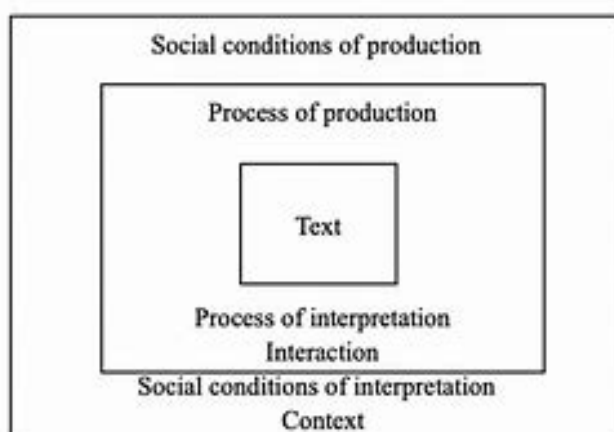 Social conditions of production
Process of production
Text
Process of interpretation
Interaction
Social conditions of interpretation
Context